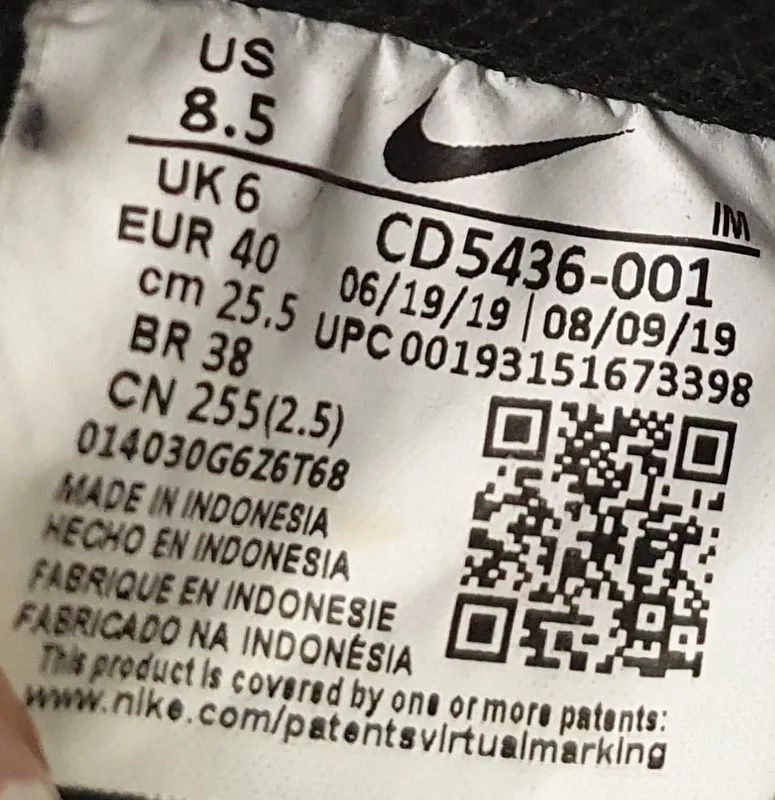 US
8.5
UK 6
EUR 40
cm 25.5
BR 38
CN 255(2.5)
014030G6Z6T68
MADE IN INDONESIA
HECHO EN INDONESIA
FABRIQUE EN INDONESIE
FABRICADO NA INDONÉSIA
This product is covered by one or more patents:
www.nike.com/patentsvirtualmarking
IM
CD5436-001
06/19/19 | 08/09/19
UPC 00193151673398